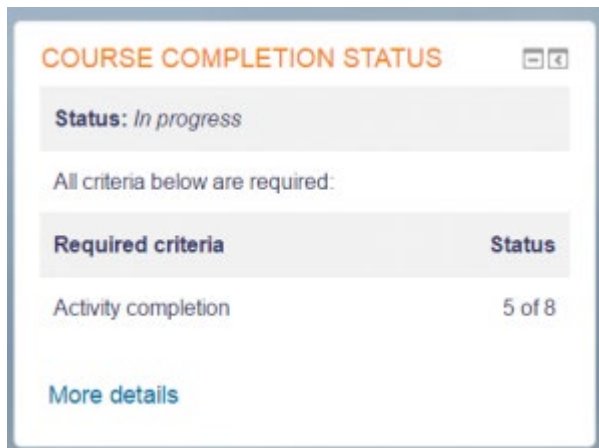 COURSE COMPLETION STATUS
Status: In progress
All criteria below are required:
Required criteria Status
Activity completion 5 of 8
More details